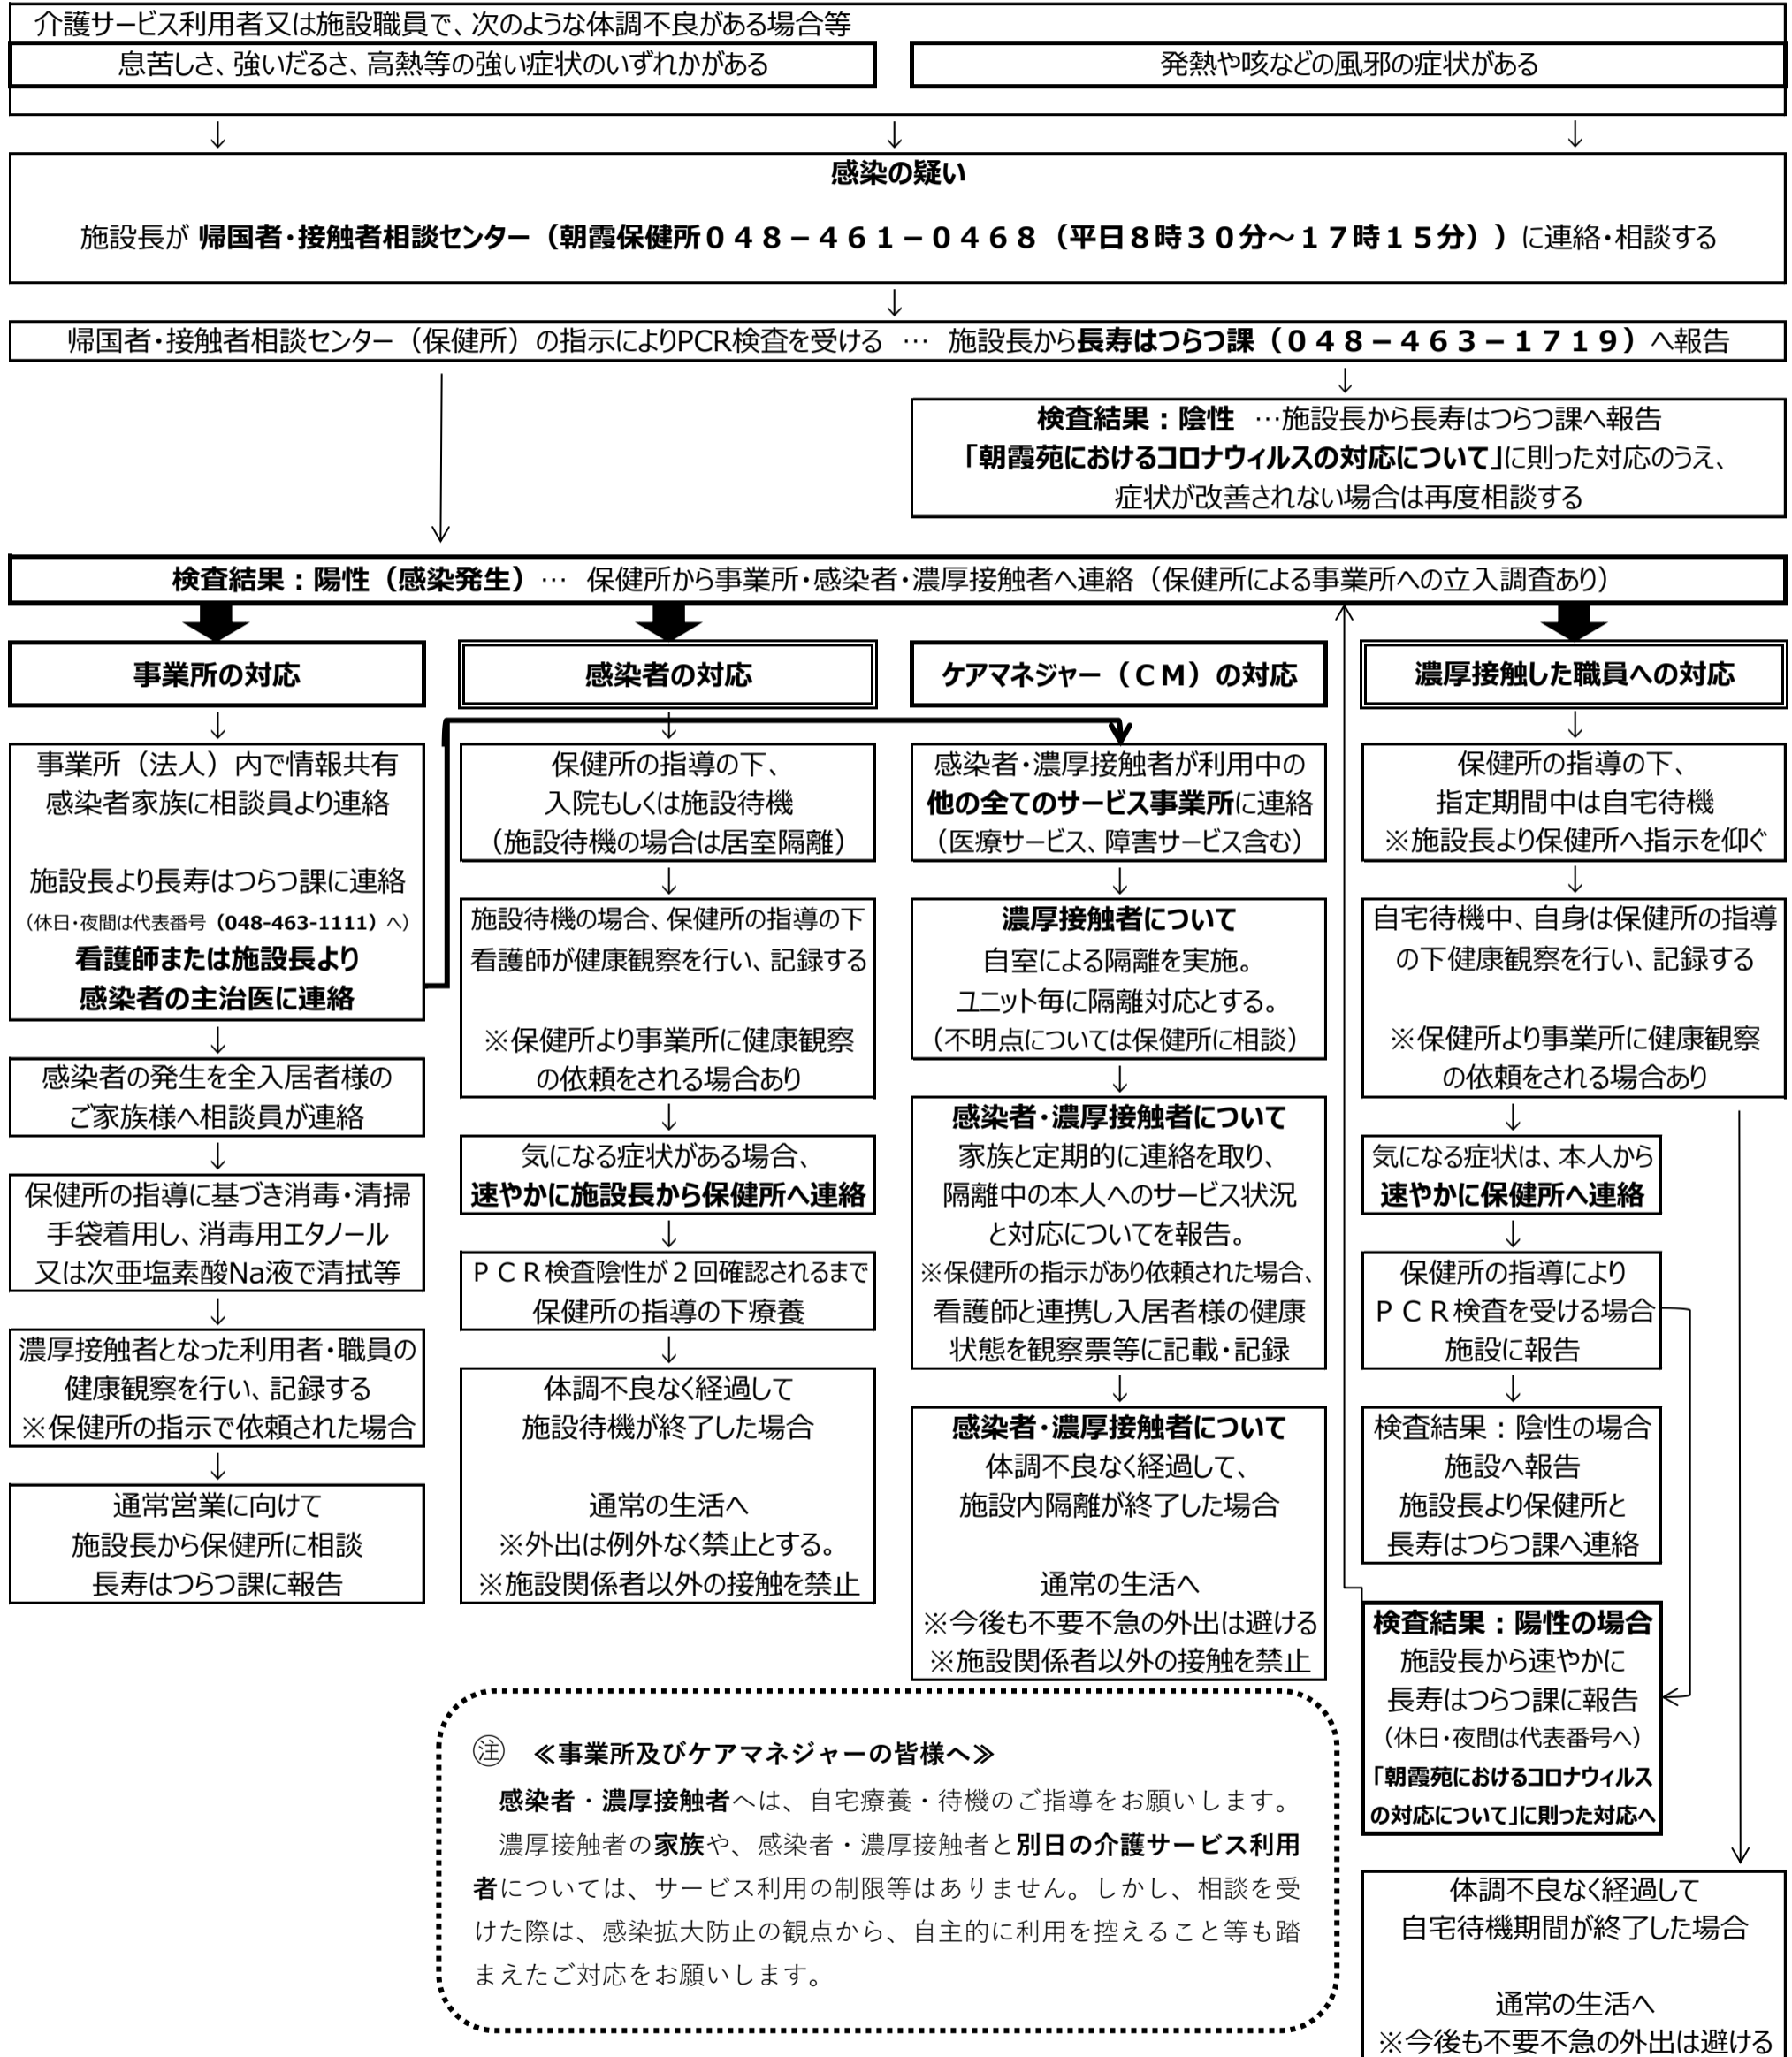 介護サービス利用者又は施設職員で、次のような体調不良がある場合等
息苦しさ、強いだるさ、高熱等の強い症状のいずれかがある
発熱や咳などの風邪の症状がある
↓
↓
↓
感染の疑い
施設長が 帰国者・接触者相談センター（朝霞保健所０４８－４６１－０４６８（平日８時３０分～１７時１５分））に連絡・相談する
↓
帰国者・接触者相談センター（保健所）の指示によりPCR検査を受ける … 施設長から長寿はつらつ課（０４８－４６３－１７１９）へ報告
↓
検査結果：陰性 …施設長から長寿はつらつ課へ報告
「朝霞苑におけるコロナウィルスの対応について」に則った対応のうえ、
症状が改善されない場合は再度相談する
検査結果：陽性（感染発生）… 保健所から事業所・感染者・濃厚接触者へ連絡（保健所による事業所への立入調査あり）
事業所の対応
↓
事業所（法人）内で情報共有
感染者家族に相談員より連絡
施設長より長寿はつらつ課に連絡
（休日・夜間は代表番号（048-463-1111）へ）
看護師または施設長より
感染者の主治医に連絡
↓
感染者の発生を全入居者様の
ご家族様へ相談員が連絡
↓
保健所の指導に基づき消毒・清掃
手袋着用し、消毒用エタノール
又は次亜塩素酸Na液で清拭等
↓
濃厚接触者となった利用者・職員の
健康観察を行い、記録する
※保健所の指示で依頼された場合
↓
通常営業に向けて
施設長から保健所に相談
長寿はつらつ課に報告
感染者の対応
↓
保健所の指導の下、
入院もしくは施設待機
（施設待機の場合は居室隔離）
↓
施設待機の場合、保健所の指導の下
看護師が健康観察を行い、記録する
※保健所より事業所に健康観察
の依頼をされる場合あり
↓
気になる症状がある場合、
速やかに施設長から保健所へ連絡
↓
ＰＣＲ検査陰性が２回確認されるまで
保健所の指導の下療養
↓
体調不良なく経過して
施設待機が終了した場合
通常の生活へ
※外出は例外なく禁止とする。
※施設関係者以外の接触を禁止
ケアマネジャー（ＣＭ）の対応
感染者・濃厚接触者が利用中の
他の全てのサービス事業所に連絡
（医療サービス、障害サービス含む）
↓
濃厚接触者について
自室による隔離を実施。
ユニット毎に隔離対応とする。
（不明点については保健所に相談）
↓
感染者・濃厚接触者について
家族と定期的に連絡を取り、
隔離中の本人へのサービス状況
と対応についてを報告。
※保健所の指示があり依頼された場合、
看護師と連携し入居者様の健康
状態を観察票等に記載・記録
↓
感染者・濃厚接触者について
体調不良なく経過して、
施設内隔離が終了した場合
通常の生活へ
※今後も不要不急の外出は避ける
※施設関係者以外の接触を禁止
濃厚接触した職員への対応
↓
保健所の指導の下、
指定期間中は自宅待機
※施設長より保健所へ指示を仰ぐ
↓
自宅待機中、自身は保健所の指導
の下健康観察を行い、記録する
※保健所より事業所に健康観察
の依頼をされる場合あり
↓
気になる症状は、本人から
速やかに保健所へ連絡
↓
保健所の指導により
ＰＣＲ検査を受ける場合
施設に報告
↓
検査結果：陰性の場合
施設へ報告
施設長より保健所と
長寿はつらつ課へ連絡
検査結果：陽性の場合
施設長から速やかに
長寿はつらつ課に報告
（休日・夜間は代表番号へ）
「朝霞苑におけるコロナウィルス
の対応について」に則った対応へ
体調不良なく経過して
自宅待機期間が終了した場合
通常の生活へ
※今後も不要不急の外出は避ける
㊟ ≪事業所及びケアマネジャーの皆様へ≫
感染者・濃厚接触者へは、自宅療養・待機のご指導をお願いします。
濃厚接触者の家族や、感染者・濃厚接触者と別日の介護サービス利用
者については、サービス利用の制限等はありません。しかし、相談を受
けた際は、感染拡大防止の観点から、自主的に利用を控えること等も踏
まえたご対応をお願いします。